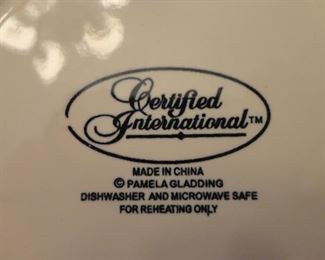 Certified
International™
MADE IN CHINA
© PAMELA GLADDING
DISHWASHER AND MICROWAVE SAFE
FOR REHEATING ONLY